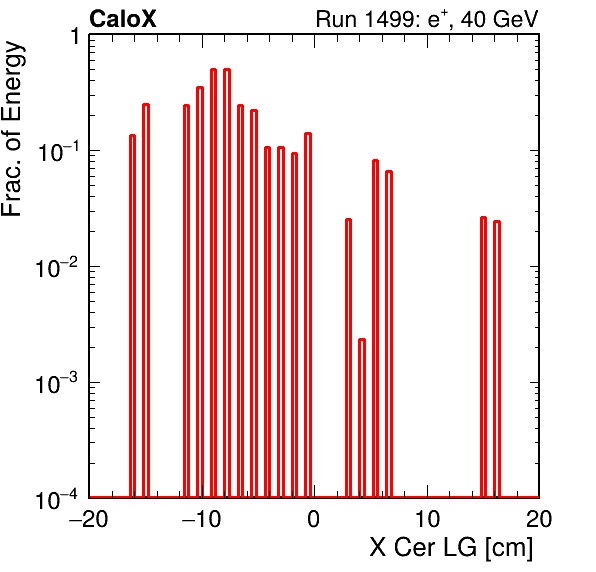 CaloX Run 1499: e⁺, 40 GeV
Frac. of Energy
1
10⁻¹
10⁻²
10⁻³
10⁻⁴
−20 −10 0 10 20
X Cer LG [cm]